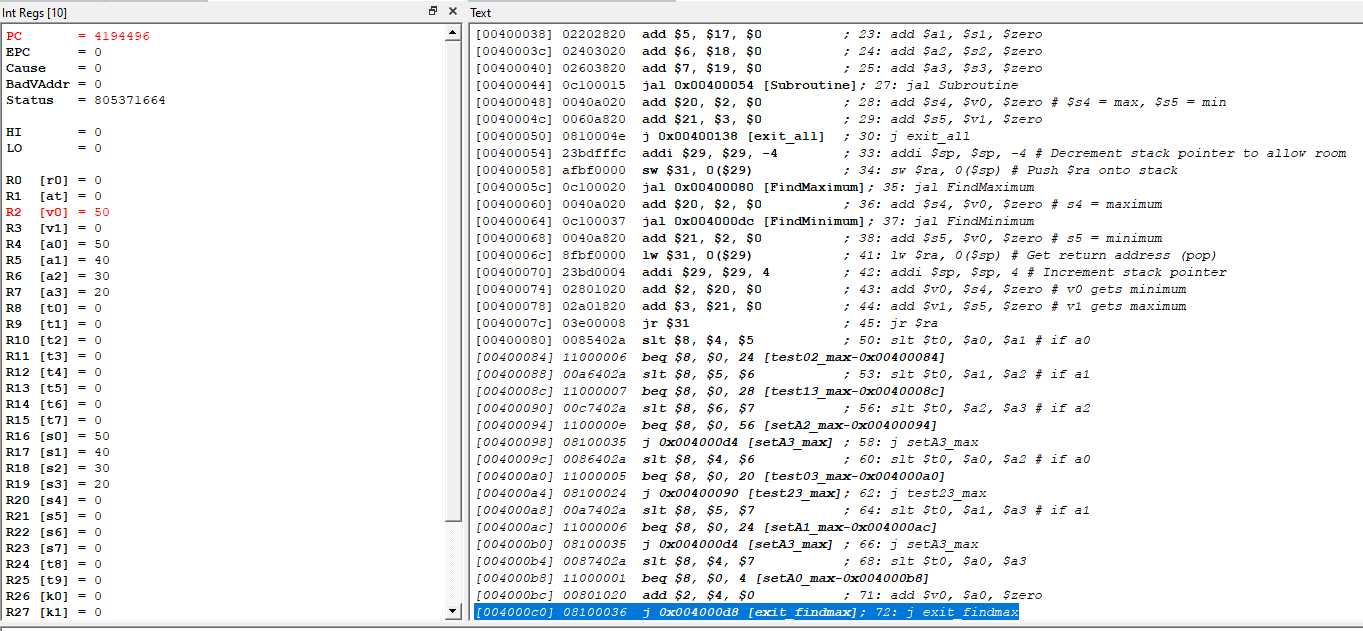 Int Regs [10]
PC = 4194496
EPC = 0
Cause = 0
BadVAddr = 0
Status = 805371664
HI = 0
LO = 0
R0 [r0] = 0
R1 [at] = 0
R2 [v0] = 50
R3 [v1] = 0
R4 [a0] = 50
R5 [a1] = 40
R6 [a2] = 30
R7 [a3] = 20
R8 [t0] = 0
R9 [t1] = 0
R10 [t2] = 0
R11 [t3] = 0
R12 [t4] = 0
R13 [t5] = 0
R14 [t6] = 0
R15 [t7] = 0
R16 [s0] = 50
R17 [s1] = 40
R18 [s2] = 30
R19 [s3] = 20
R20 [s4] = 0
R21 [s5] = 0
R22 [s6] = 0
R23 [s7] = 0
R24 [t8] = 0
R25 [t9] = 0
R26 [k0] = 0
R27 [k1] = 0
Text
[00400038] 02202820 add $5, $17, $0 ; 23: add $a1, $s1, $zero
[0040003c] 02403020 add $6, $18, $0 ; 24: add $a2, $s2, $zero
[00400040] 02603820 add $7, $19, $0 ; 25: add $a3, $s3, $zero
[00400044] 0c100015 jal 0x00400054 [Subroutine]; 27: jal Subroutine
[00400048] 0040a020 add $20, $2, $0 ; 28: add $s4, $v0, $zero # $s4 = max, $s5 = min
[0040004c] 0060a820 add $21, $3, $0 ; 29: add $s5, $v1, $zero
[00400050] 0810004e j 0x00400138 [exit_all] ; 30: j exit_all
[00400054] 23bdfffc addi $29, $29, -4 ; 33: addi $sp, $sp, -4 # Decrement stack pointer to allow room
[00400058] afbf0000 sw $31, 0($29) ; 34: sw $ra, 0($sp) # Push $ra onto stack
[0040005c] 0c100020 jal 0x00400080 [FindMaximum]; 35: jal FindMaximum
[00400060] 0040a020 add $20, $2, $0 ; 36: add $s4, $v0, $zero # s4 = maximum
[00400064] 0c100037 jal 0x004000dc [FindMinimum]; 37: jal FindMinimum
[00400068] 0040a820 add $21, $2, $0 ; 38: add $s5, $v0, $zero # s5 = minimum
[0040006c] 8fbf0000 lw $31, 0($29) ; 41: lw $ra, 0($sp) # Get return address (pop)
[00400070] 23bd0004 addi $29, $29, 4 ; 42: addi $sp, $sp, 4 # Increment stack pointer
[00400074] 02801020 add $2, $20, $0 ; 43: add $v0, $s4, $zero # v0 gets minimum
[00400078] 02a01820 add $3, $21, $0 ; 44: add $v1, $s5, $zero # v1 gets maximum
[0040007c] 03e00008 jr $31 ; 45: jr $ra
[00400080] 0085402a slt $8, $4, $5 ; 50: slt $t0, $a0, $a1 # if a0
[00400084] 11000006 beq $8, $0, 24 [test02_max-0x00400084]
[00400088] 00a6402a slt $8, $5, $6 ; 53: slt $t0, $a1, $a2 # if a1
[0040008c] 11000007 beq $8, $0, 28 [test13_max-0x0040008c]
[00400090] 00c7402a slt $8, $6, $7 ; 56: slt $t0, $a2, $a3 # if a2
[00400094] 1100000e beq $8, $0, 56 [setA2_max-0x00400094]
[00400098] 08100035 j 0x004000d4 [setA3_max] ; 58: j setA3_max
[0040009c] 0086402a slt $8, $4, $6 ; 60: slt $t0, $a0, $a2 # if a0
[004000a0] 11000005 beq $8, $0, 20 [test03_max-0x004000a0]
[004000a4] 08100024 j 0x00400090 [test23_max]; 62: j test23_max
[004000a8] 00a7402a slt $8, $5, $7 ; 64: slt $t0, $a1, $a3 # if a1
[004000ac] 11000006 beq $8, $0, 24 [setA1_max-0x004000ac]
[004000b0] 08100035 j 0x004000d4 [setA3_max] ; 66: j setA3_max
[004000b4] 0087402a slt $8, $4, $7 ; 68: slt $t0, $a0, $a3
[004000b8] 11000001 beq $8, $0, 4 [setA0_max-0x004000b8]
[004000bc] 00801020 add $2, $4, $0 ; 71: add $v0, $a0, $zero
[004000c0] 08100036 j 0x004000d8 [exit_findmax]; 72: j exit_findmax